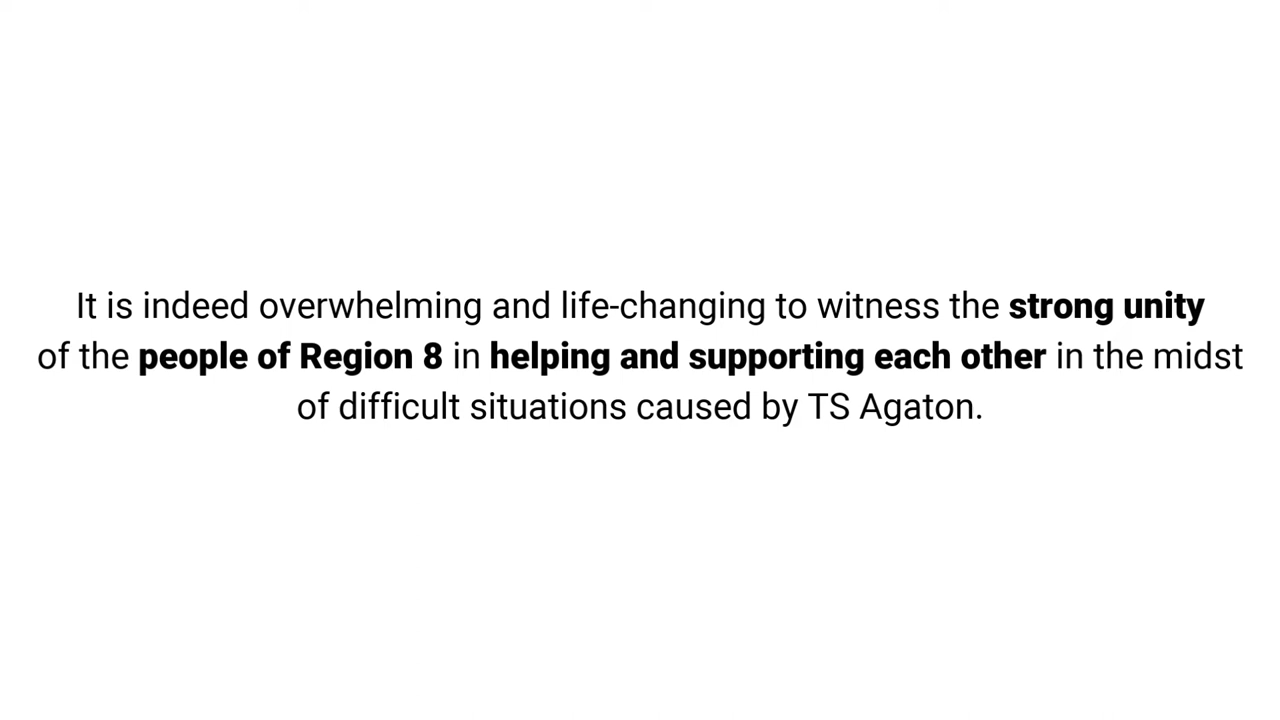 It is indeed overwhelming and life-changing to witness the strong unity
of the people of Region 8 in helping and supporting each other in the midst
of difficult situations caused by TS Agaton.